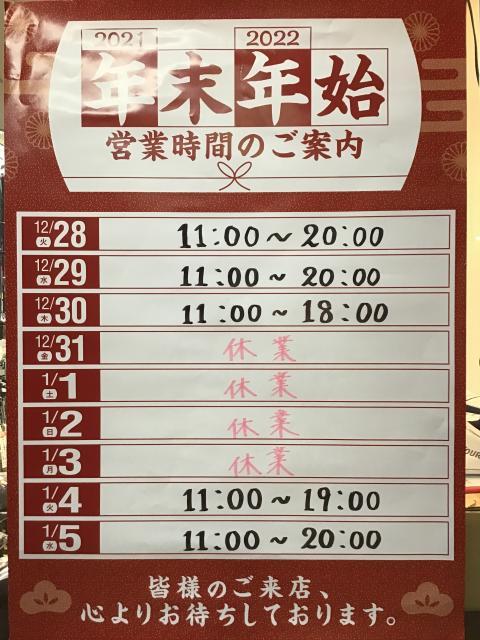 2021 2022
年末年始
営業時間のご案内
12/28 火 11:00~20:00
12/29 水 11:00~20:00
12/30 木 11:00~18:00
12/31 金 休業
1/1 土 休業
1/2 日 休業
1/3 月 休業
1/4 火 11:00~19:00
1/5 水 11:00~20:00
皆様のご来店、
心よりお待ちしております。